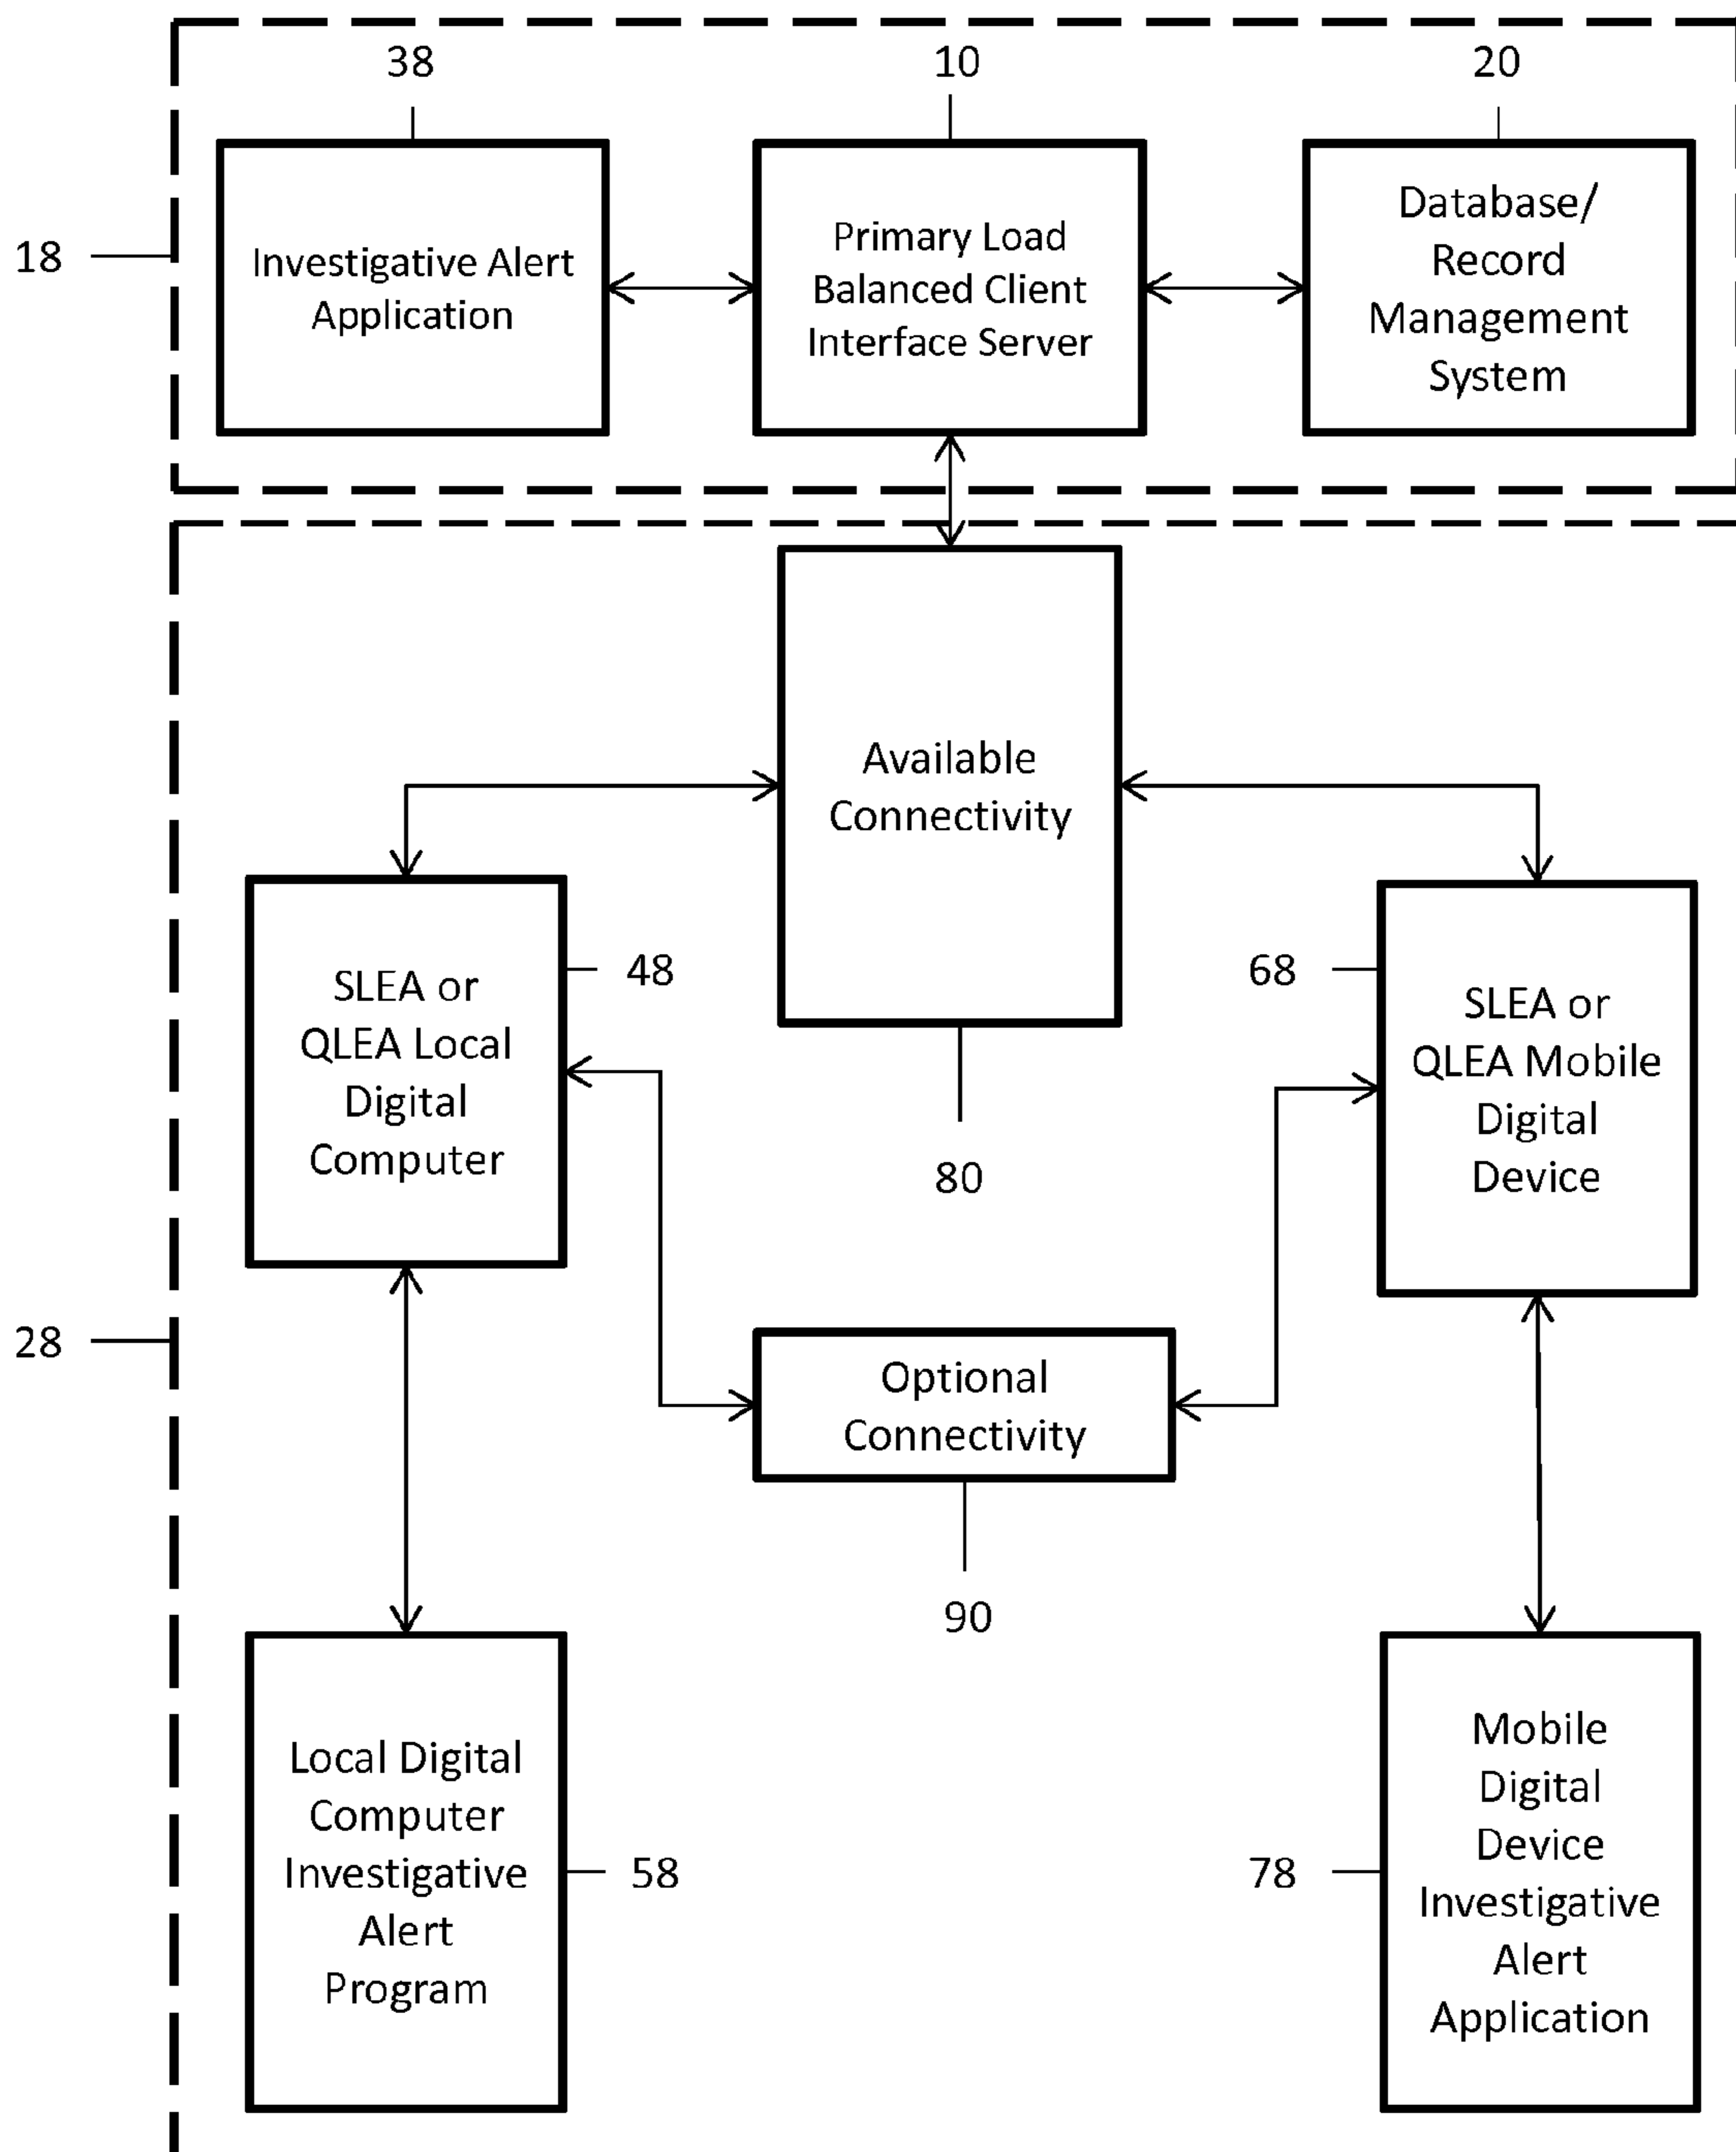 38
10
20
18
Investigative Alert
Application
Primary Load
Balanced Client
Interface Server
Database/
Record
Management
System
Available
Connectivity
80
SLEA or
QLEA Local
Digital
Computer
48
68
SLEA or
QLEA Mobile
Digital
Device
28
Optional
Connectivity
90
Local Digital
Computer
Investigative
Alert
Program
58
78
Mobile
Digital
Device
Investigative
Alert
Application